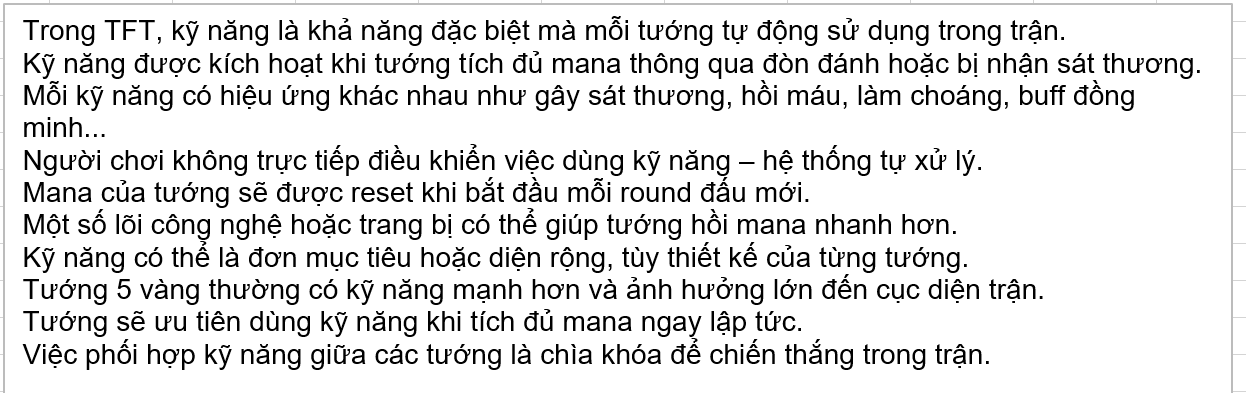 Trong TFT, kỹ năng là khả năng đặc biệt mà mỗi tướng tự động sử dụng trong trận.
Kỹ năng được kích hoạt khi tướng tích đủ mana thông qua đòn đánh hoặc bị nhận sát thương.
Mỗi kỹ năng có hiệu ứng khác nhau như gây sát thương, hồi máu, làm choáng, buff đồng
minh...
Người chơi không trực tiếp điều khiển việc dùng kỹ năng – hệ thống tự xử lý.
Mana của tướng sẽ được reset khi bắt đầu mỗi round đấu mới.
Một số lõi công nghệ hoặc trang bị có thể giúp tướng hồi mana nhanh hơn.
Kỹ năng có thể là đơn mục tiêu hoặc diện rộng, tùy thiết kế của từng tướng.
Tướng 5 vàng thường có kỹ năng mạnh hơn và ảnh hưởng lớn đến cục diện trận.
Tướng sẽ ưu tiên dùng kỹ năng khi tích đủ mana ngay lập tức.
Việc phối hợp kỹ năng giữa các tướng là chìa khóa để chiến thắng trong trận.